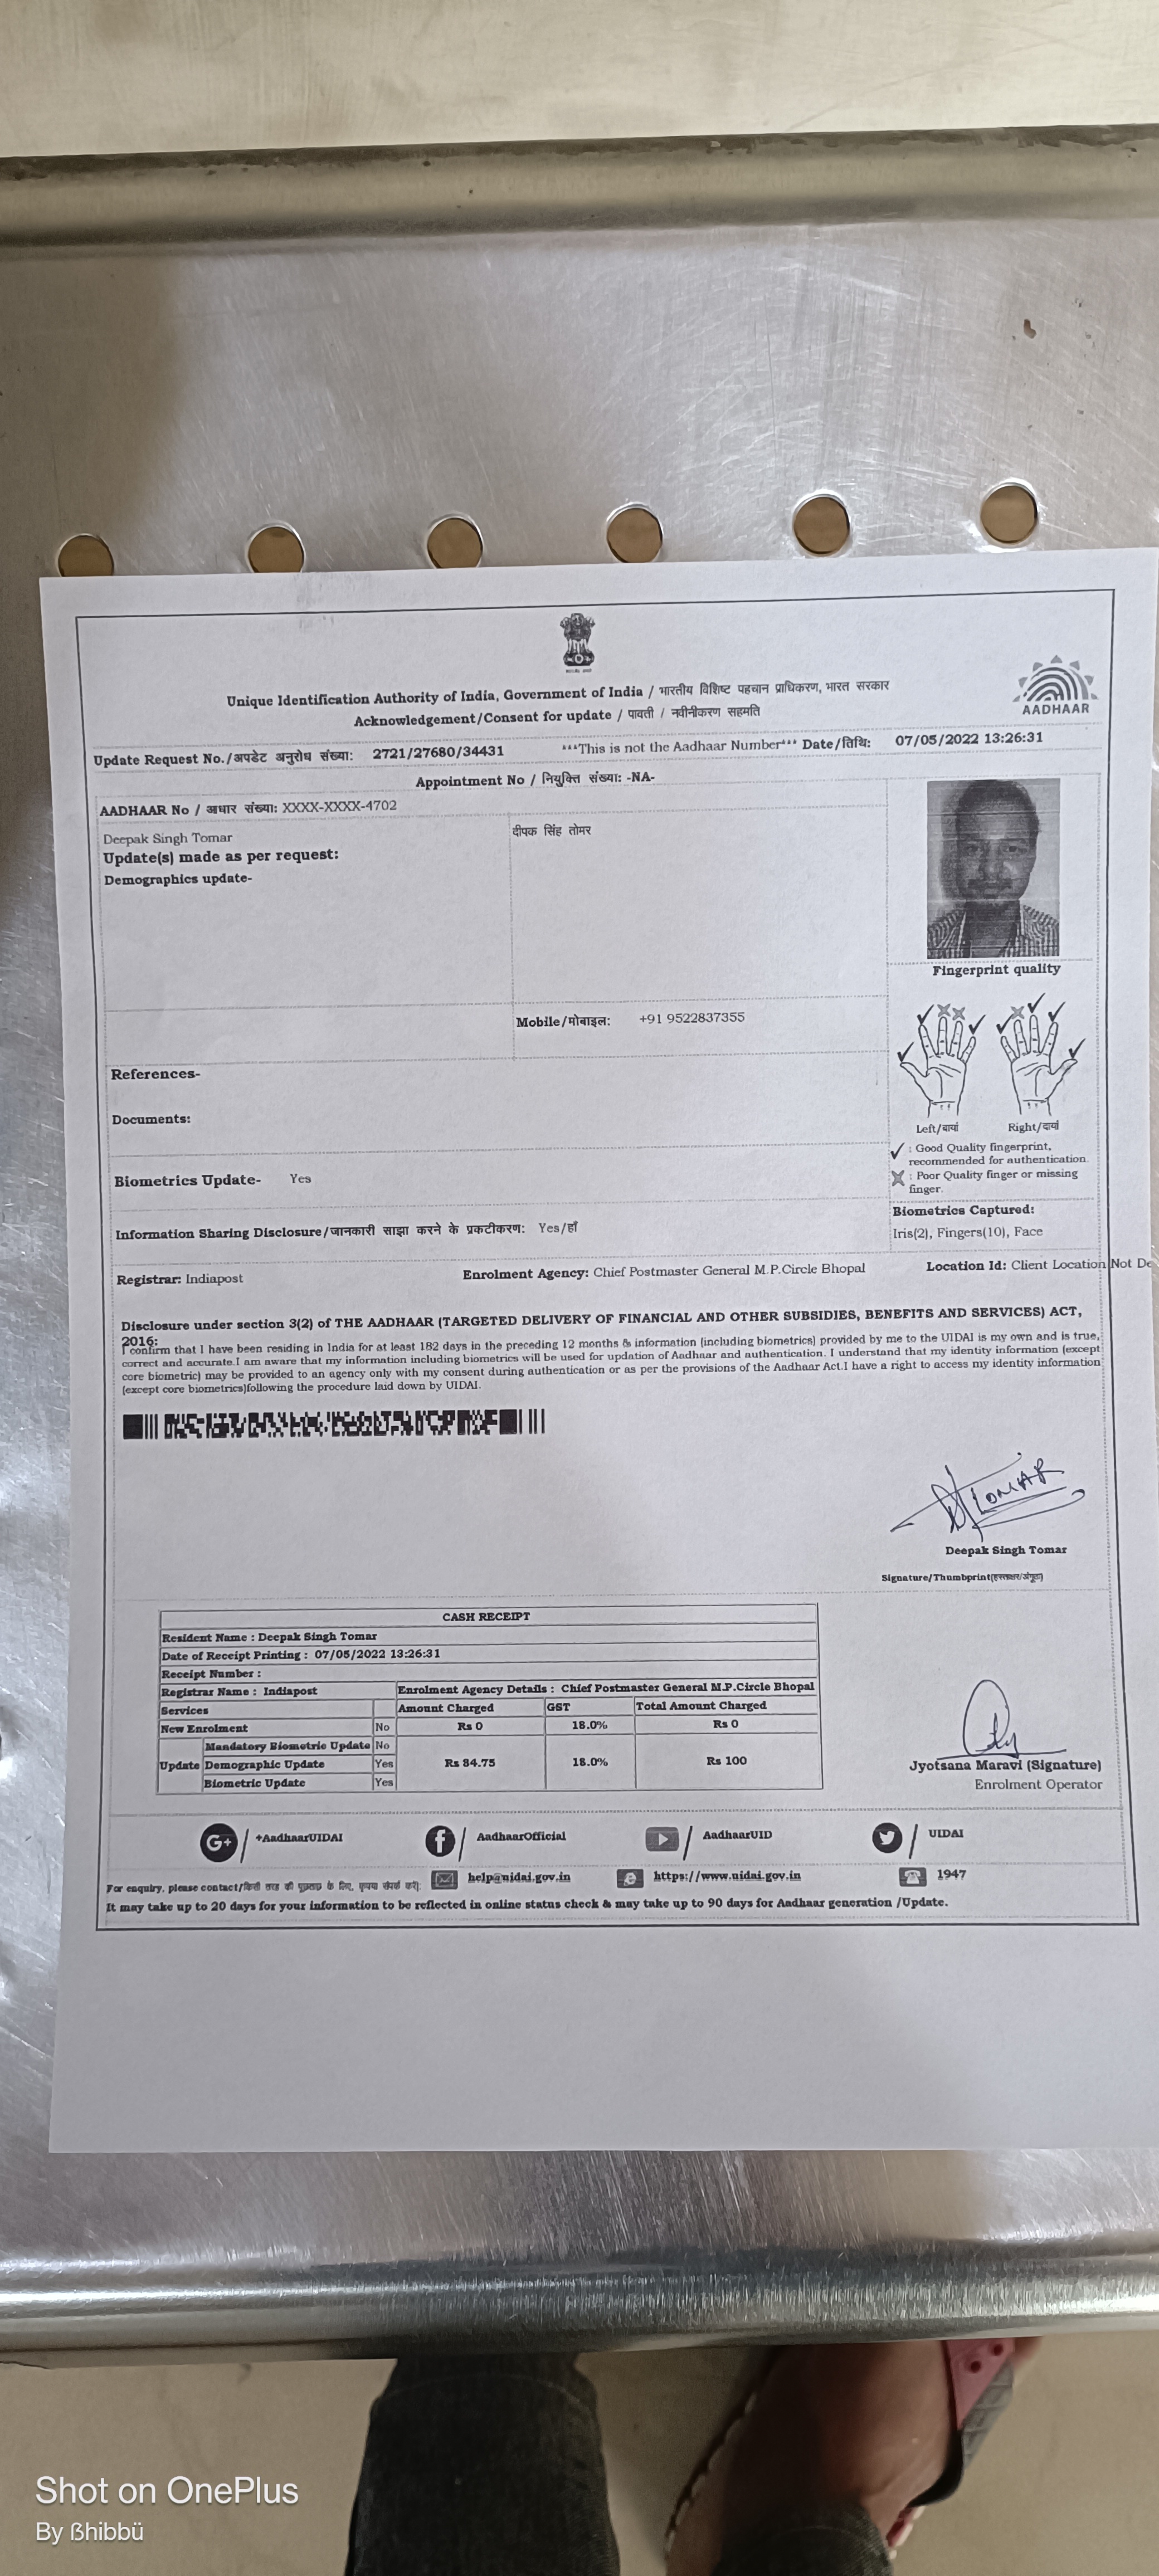 Unique Identification Authority of India, Government of India / भारतीय विशिष्ट पहचान प्राधिकरण, भारत सरकार
Acknowledgement/Consent for update / पावती / नवीनीकरण सहमति
AADHAAR
Update Request No./अपडेट अनुरोध संख्या: 2721/27680/34431 ***This is not the Aadhaar Number*** Date/तिथि: 07/05/2022 13:26:31
Appointment No / नियुक्ति संख्या: -NA-
AADHAAR No / आधार संख्या: XXXX-XXXX-4702
Deepak Singh Tomar दीपक सिंह तोमर
Update(s) made as per request:
Demographics update-
Fingerprint quality
Mobile/मोबाइल: +91 9522837355
References-
Documents:
Left/बायां Right/दायां
: Good Quality fingerprint,
recommended for authentication.
: Poor Quality finger or missing
finger.
Biometrics Update- Yes
Biometrics Captured:
Iris(2), Fingers(10), Face
Information Sharing Disclosure/जानकारी साझा करने के प्रकटीकरण: Yes/हाँ
Registrar: Indiapost Enrolment Agency: Chief Postmaster General M.P.Circle Bhopal Location Id: Client Location Not De
Disclosure under section 3(2) of THE AADHAAR (TARGETED DELIVERY OF FINANCIAL AND OTHER SUBSIDIES, BENEFITS AND SERVICES) ACT,
2016:
I confirm that I have been residing in India for at least 182 days in the preceding 12 months & information (including biometrics) provided by me to the UIDAI is my own and is true,
correct and accurate.I am aware that my information including biometrics will be used for updation of Aadhaar and authentication. I understand that my identity information (except
core biometric) may be provided to an agency only with my consent during authentication or as per the provisions of the Aadhaar Act.I have a right to access my identity information
(except core biometrics)following the procedure laid down by UIDAI.
TOMAR
Deepak Singh Tomar
Signature/Thumbprint(हस्ताक्षर/अंगूठा)
CASH RECEIPT
Resident Name : Deepak Singh Tomar
Date of Receipt Printing : 07/05/2022 13:26:31
Receipt Number :
Registrar Name : Indiapost Enrolment Agency Details : Chief Postmaster General M.P.Circle Bhopal
Services Amount Charged GST Total Amount Charged
New Enrolment No Rs 0 18.0% Rs 0
Mandatory Biometric Update No
Update Demographic Update Yes Rs 84.75 18.0% Rs 100
Biometric Update Yes
Jyotsana Maravi (Signature)
Enrolment Operator
G+ / +AadhaarUIDAI f / AadhaarOfficial / AadhaarUID / UIDAI
For enquiry, please contact/किसी तरह की पूछताछ के लिए, कृपया संपर्क करें: help@uidai.gov.in https://www.uidai.gov.in 1947
It may take up to 20 days for your information to be reflected in online status check & may take up to 90 days for Aadhaar generation /Update.
Shot on OnePlus
By ßhibbü